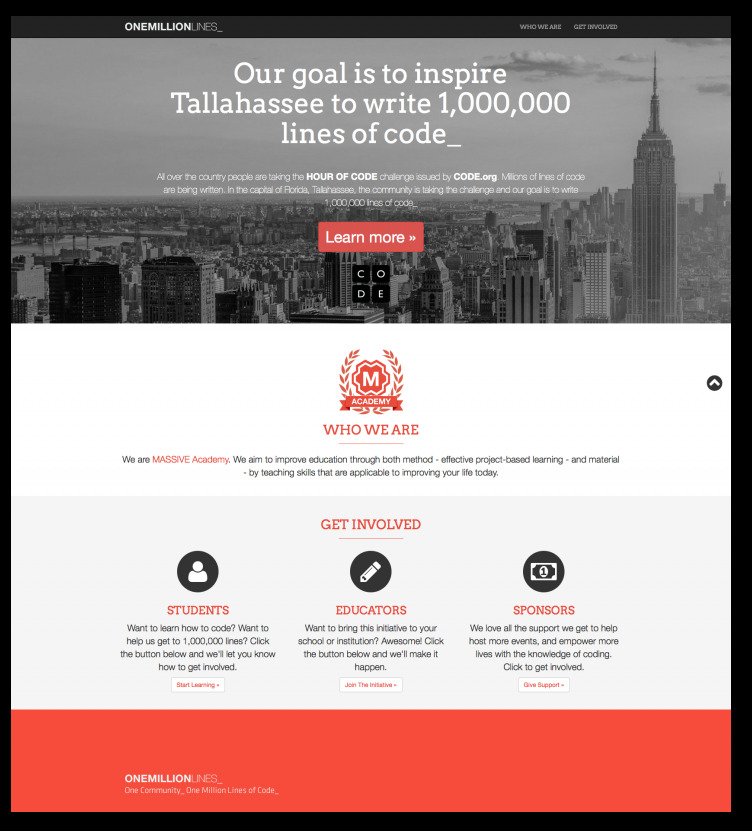 ONEMILLIONLINES_
WHO WE ARE GET INVOLVED
Our goal is to inspire
Tallahassee to write 1,000,000
lines of code_
All over the country people are taking the HOUR OF CODE challenge issued by CODE.org. Millions of lines of code
are being written. In the capital of Florida, Tallahassee, the community is taking the challenge and our goal is to write
1,000,000 lines of code_
Learn more »
C O
D E
M
ACADEMY
WHO WE ARE
We are MASSIVE Academy. We aim to improve education through both method - effective project-based learning - and material
- by teaching skills that are applicable to improving your life today.
GET INVOLVED
1
STUDENTS
Want to learn how to code? Want to
help us get to 1,000,000 lines? Click
the button below and we'll let you know
how to get involved.
Start Learning »
EDUCATORS
Want to bring this initiative to your
school or institution? Awesome! Click
the button below and we'll make it
happen.
Join The Initiative »
SPONSORS
We love all the support we get to help
host more events, and empower more
lives with the knowledge of coding.
Click to get involved.
Give Support »
ONEMILLIONLINES_
One Community_ One Million Lines of Code_